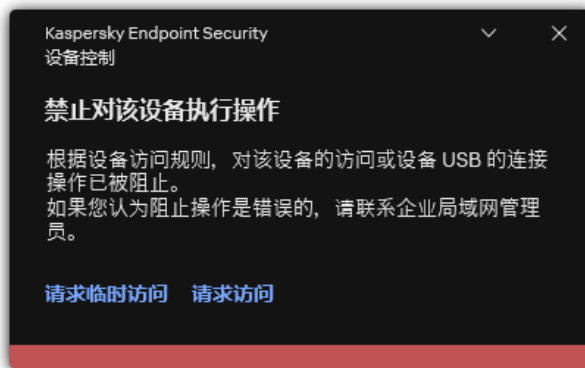 Kaspersky Endpoint Security
设备控制
禁止对该设备执行操作
根据设备访问规则，对该设备的访问或设备 USB 的连接
操作已被阻止。
如果您认为阻止操作是错误的，请联系企业局域网管理
员。
请求临时访问 请求访问